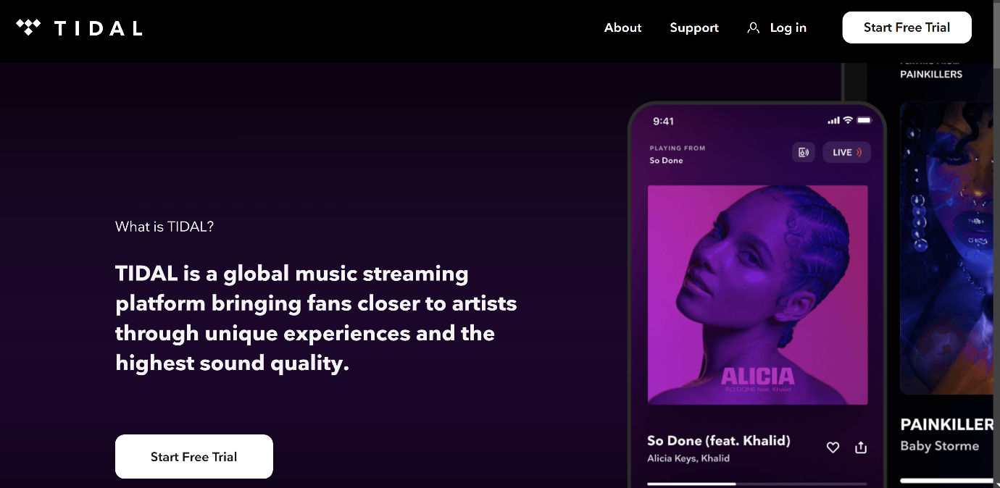 TIDAL
About
Support
Log in
Start Free Trial
What is TIDAL?
TIDAL is a global music streaming
platform bringing fans closer to artists
through unique experiences and the
highest sound quality.
Start Free Trial
9:41
PLAYING FROM
So Done
LIVE
ALICIA
SO DONE feat. Khalid
So Done (feat. Khalid)
Alicia Keys, Khalid
PAINKILLERS
PAINKILLER
Baby Storme